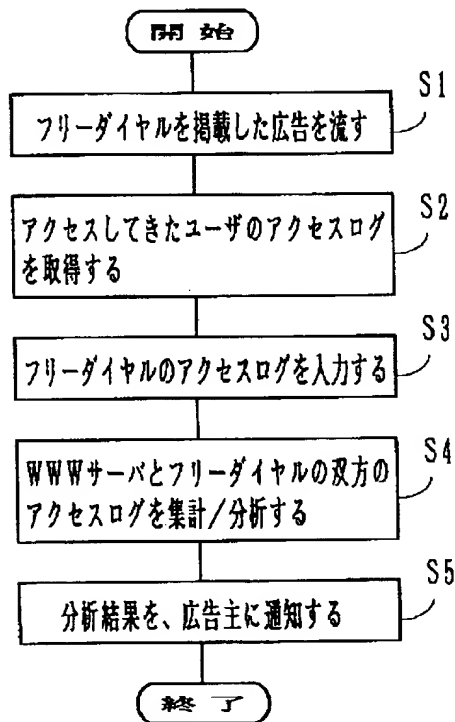 開始
S1
フリーダイヤルを掲載した広告を流す
S2
アクセスしてきたユーザのアクセスログ
を取得する
S3
フリーダイヤルのアクセスログを入力する
S4
WWWサーバとフリーダイヤルの双方の
アクセスログを集計/分析する
S5
分析結果を、広告主に通知する
終了